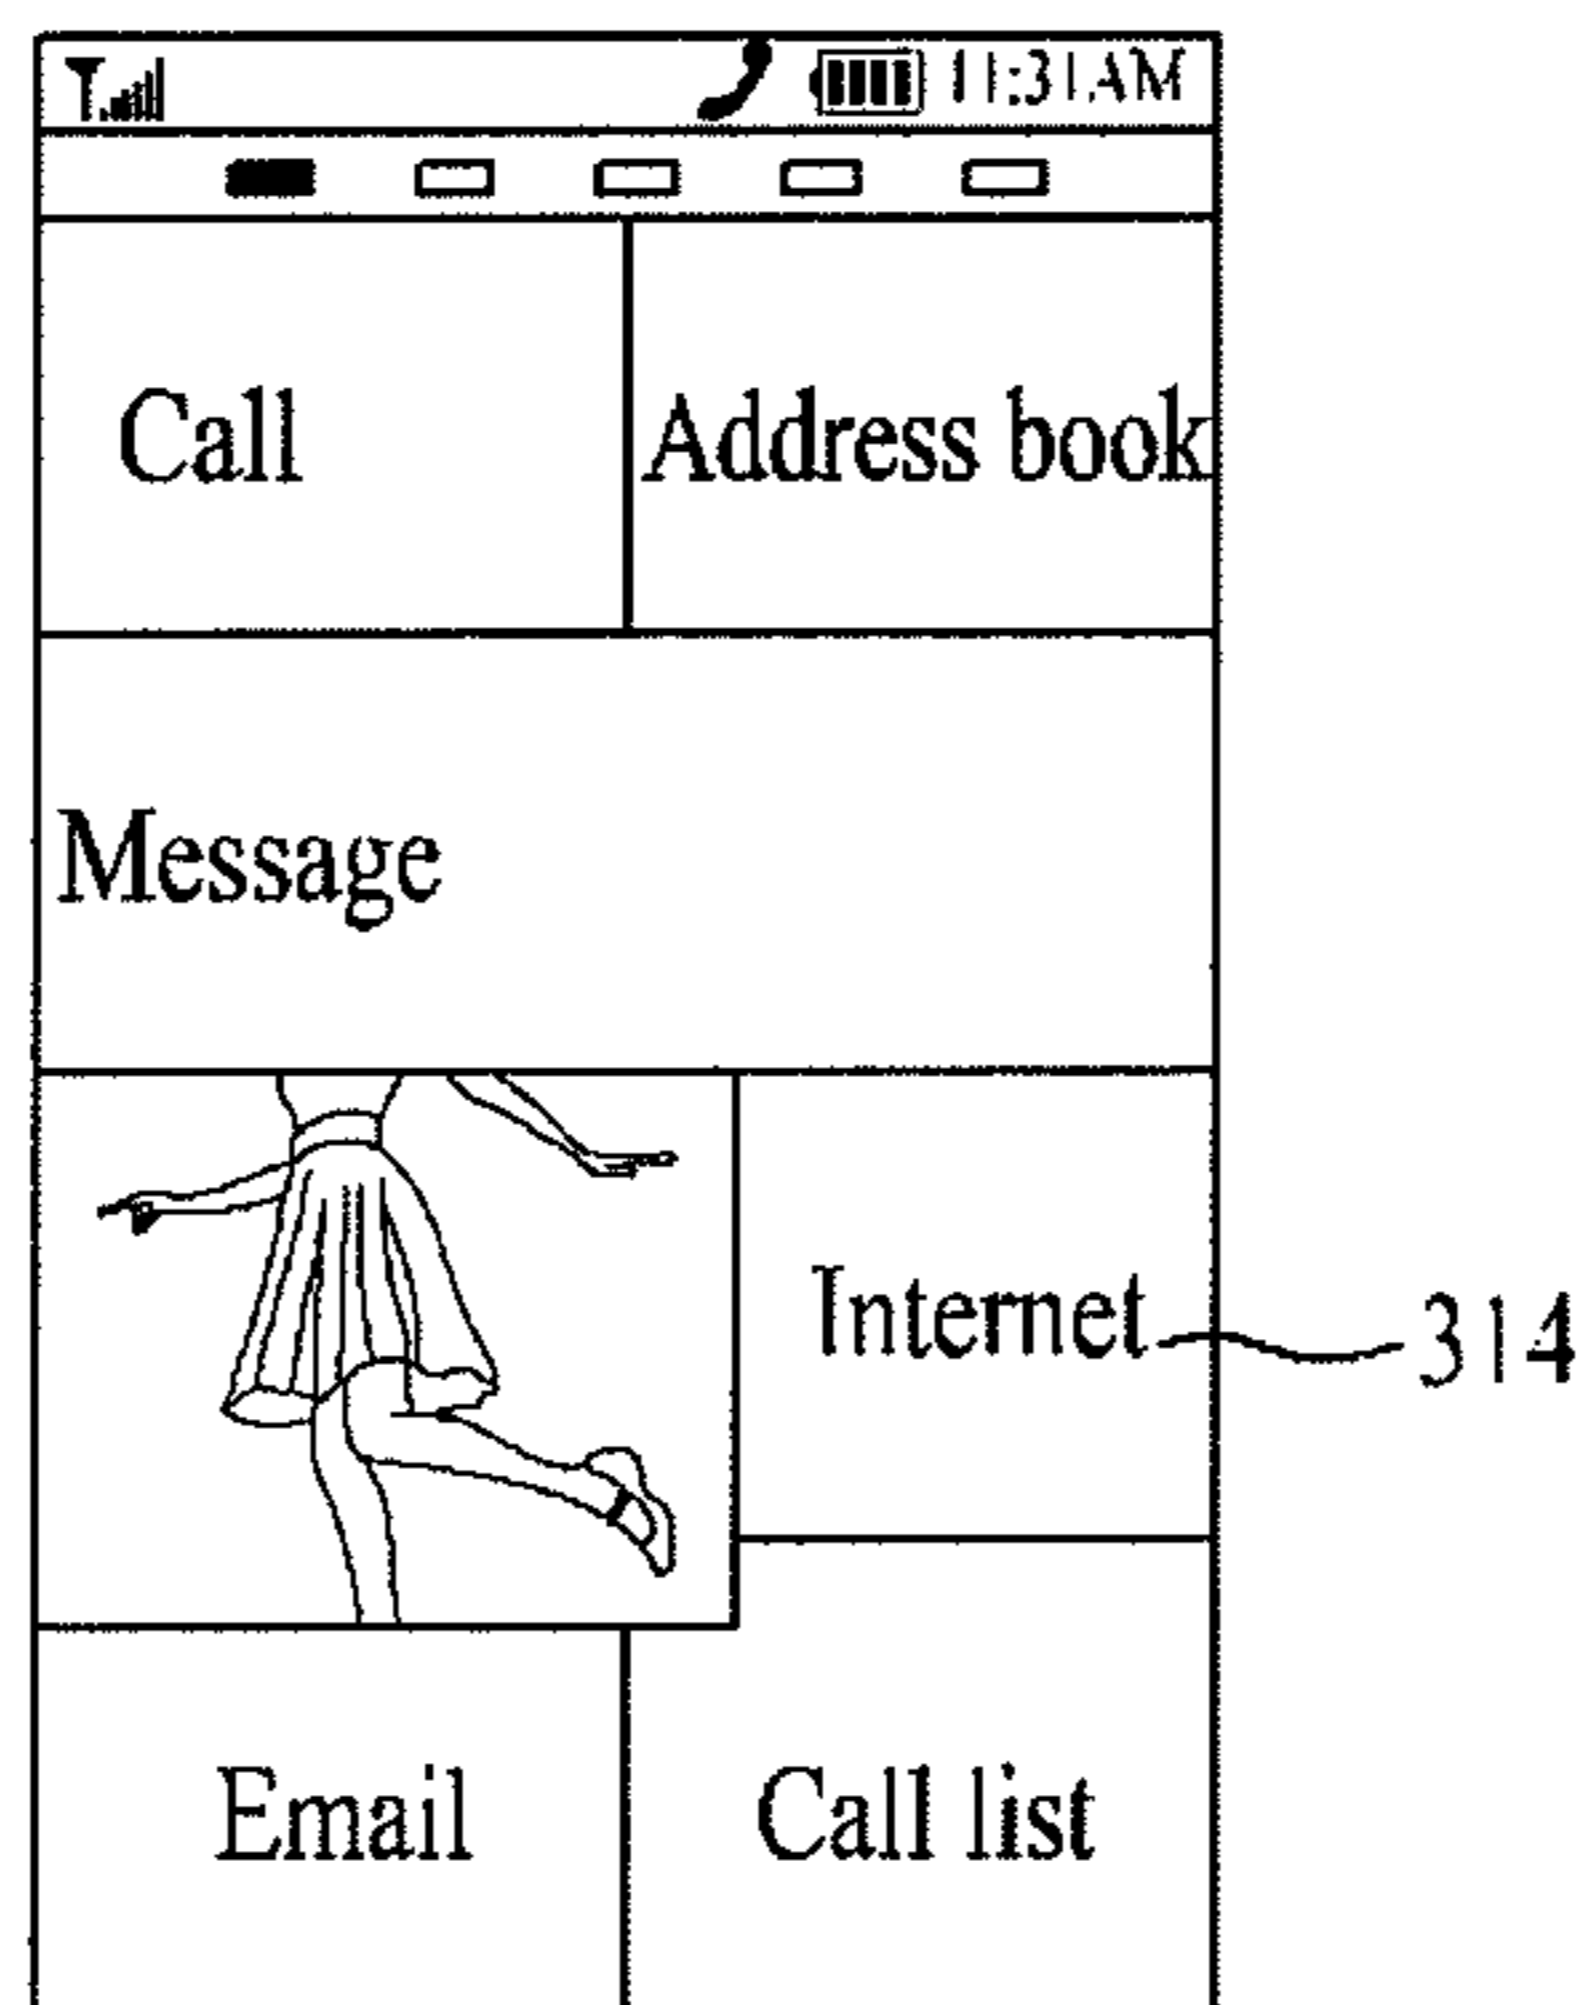 11:31AM
Call
Address book
Message
Internet
314
Email
Call list